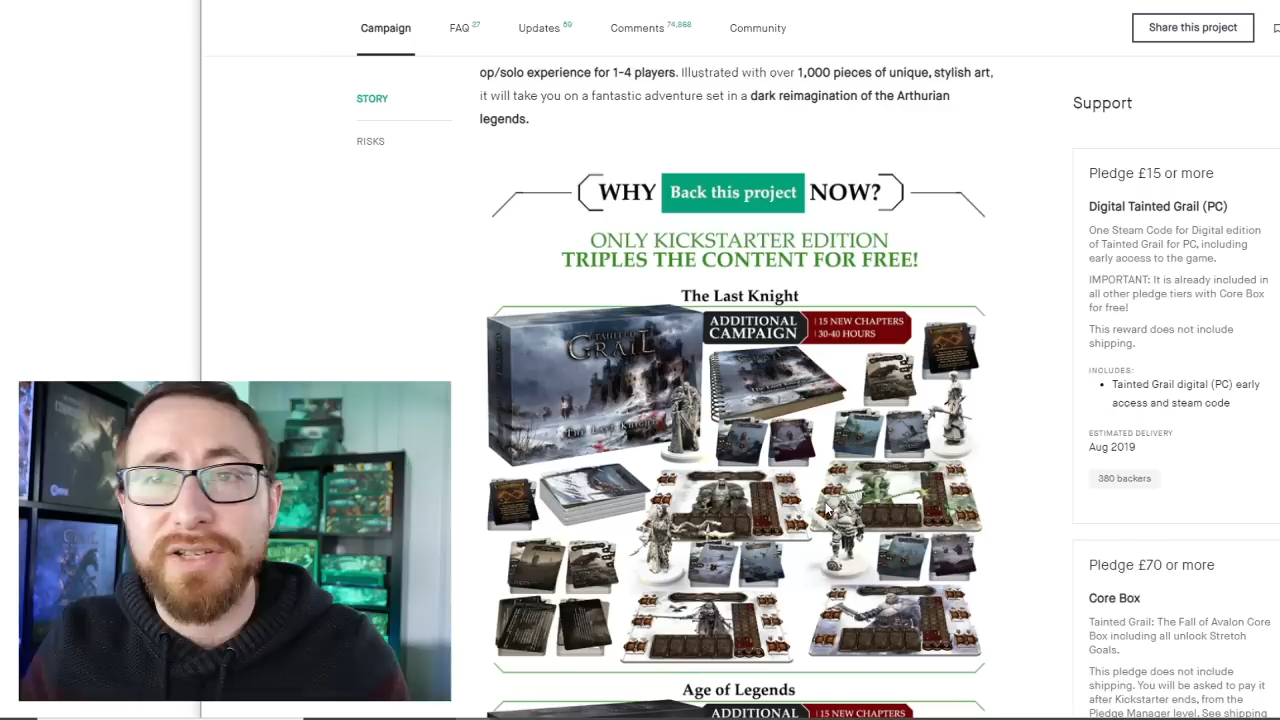 Campaign
FAQ 27
Updates 59
Comments 74,868
Community
Share this project
STORY
RISKS
op/solo experience for 1-4 players. Illustrated with over 1,000 pieces of unique, stylish art,
it will take you on a fantastic adventure set in a dark reimagination of the Arthurian
legends.
WHY Back this project NOW?
ONLY KICKSTARTER EDITION
TRIPLES THE CONTENT FOR FREE!
The Last Knight
ADDITIONAL
CAMPAIGN
15 NEW CHAPTERS
30-40 HOURS
TAINTED
GRAIL
The Last Knight
Age of Legends
ADDITIONAL
15 NEW CHAPTERS
Support
Pledge £15 or more
Digital Tainted Grail (PC)
One Steam Code for Digital edition
of Tainted Grail for PC, including
early access to the game.
IMPORTANT: It is already included in
all other pledge tiers with Core Box
for free!
This reward does not include
shipping.
INCLUDES:
• Tainted Grail digital (PC) early
access and steam code
ESTIMATED DELIVERY
Aug 2019
380 backers
Pledge £70 or more
Core Box
Tainted Grail: The Fall of Avalon Core
Box including all unlock Stretch
Goals.
This pledge does not include
shipping. You will be asked to pay it
after Kickstarter ends, from the
Pledge Manager level. See shipping